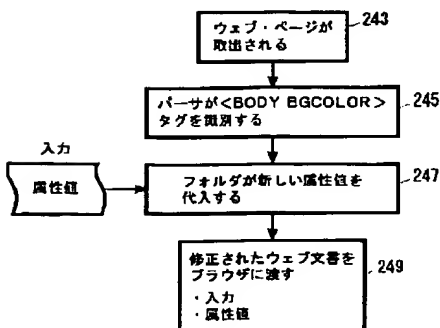 ウェブ・ページが
取出される
243
パーサが<BODY BGCOLOR>
タグを識別する
245
入力
属性値
フォルダが新しい属性値を
代入する
247
修正されたウェブ文書を
ブラウザに渡す
・入力
・属性値
249